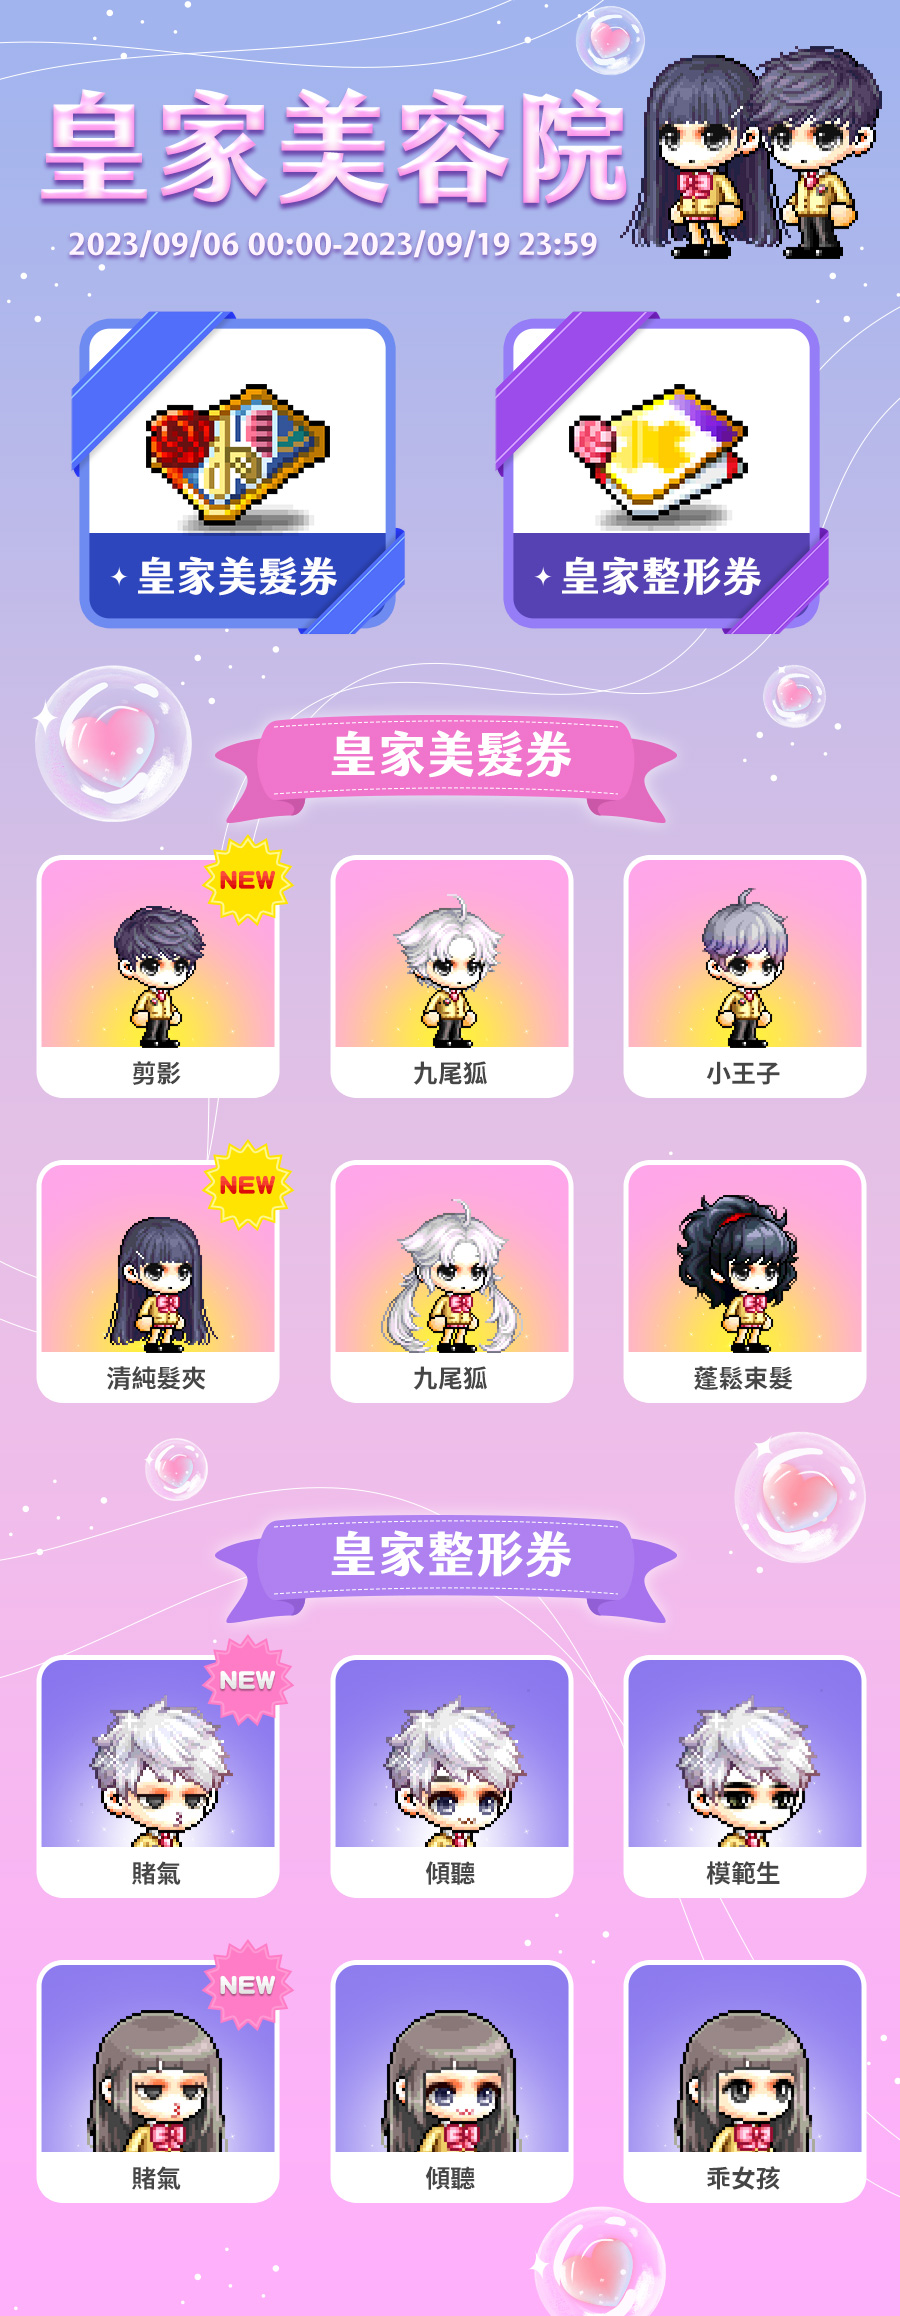 皇家美容院
2023/09/06 00:00-2023/09/19 23:59
皇家美髮券
皇家整形券
皇家美髮券
NEW
剪影
九尾狐
小王子
NEW
清純髮夾
九尾狐
蓬鬆束髮
皇家整形券
NEW
賭氣
傾聽
模範生
NEW
賭氣
傾聽
乖女孩